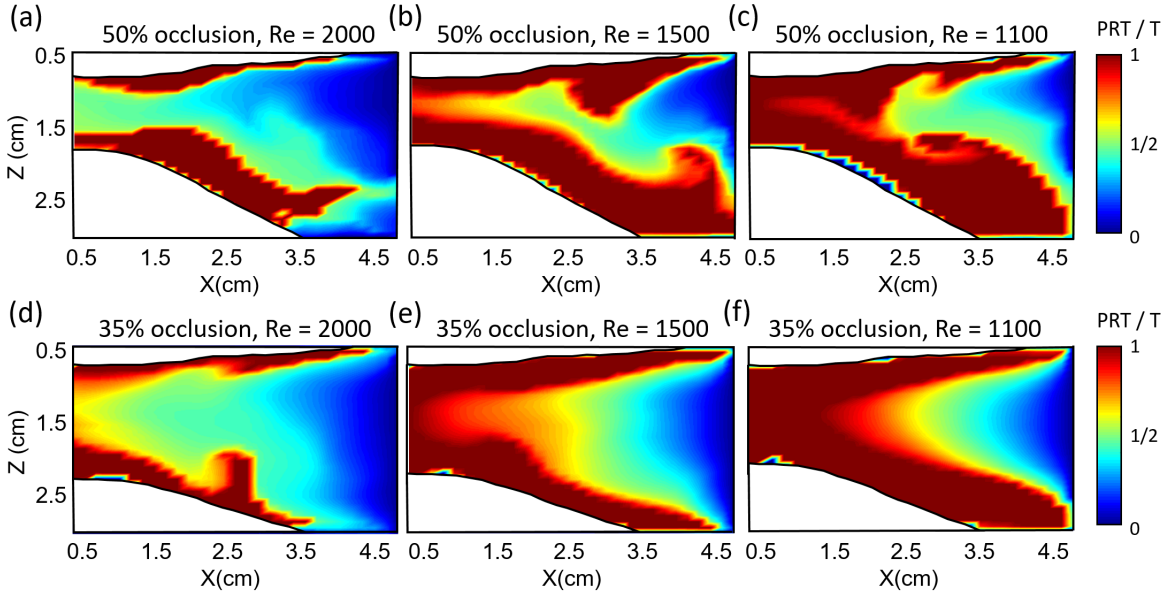 (a) (b) (c)
50% occlusion, Re = 2000 50% occlusion, Re = 1500 50% occlusion, Re = 1100 PRT / T
0.5 1
1.5 1/2
Z (cm)
2.5 0
0.5 1.5 2.5 3.5 4.5 0.5 1.5 2.5 3.5 4.5 0.5 1.5 2.5 3.5 4.5
X(cm) X(cm) X(cm)
(d) (e) (f)
35% occlusion, Re = 2000 35% occlusion, Re = 1500 35% occlusion, Re = 1100 PRT / T
0.5 1
1.5 1/2
Z (cm)
2.5 0
0.5 1.5 2.5 3.5 4.5 0.5 1.5 2.5 3.5 4.5 0.5 1.5 2.5 3.5 4.5
X(cm) X(cm) X(cm)